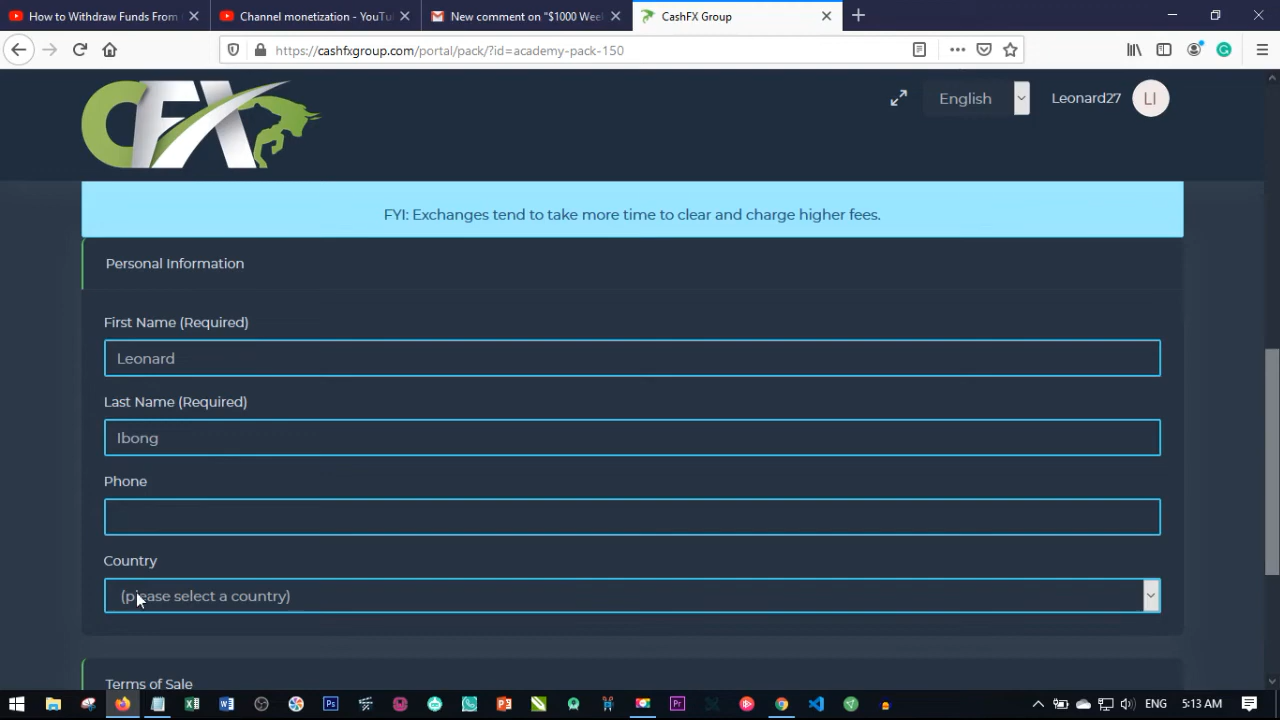 How to Withdraw Funds From
Channel monetization - YouTu
New comment on "$1000 Wee
CashFX Group
https://cashfxgroup.com/portal/pack/?id=academy-pack-150
CFX
English
Leonard27
LI
FYI: Exchanges tend to take more time to clear and charge higher fees.
Personal Information
First Name (Required)
Leonard
Last Name (Required)
Ibong
Phone
Country
(please select a country)
Terms of Sale
ENG
5:13 AM